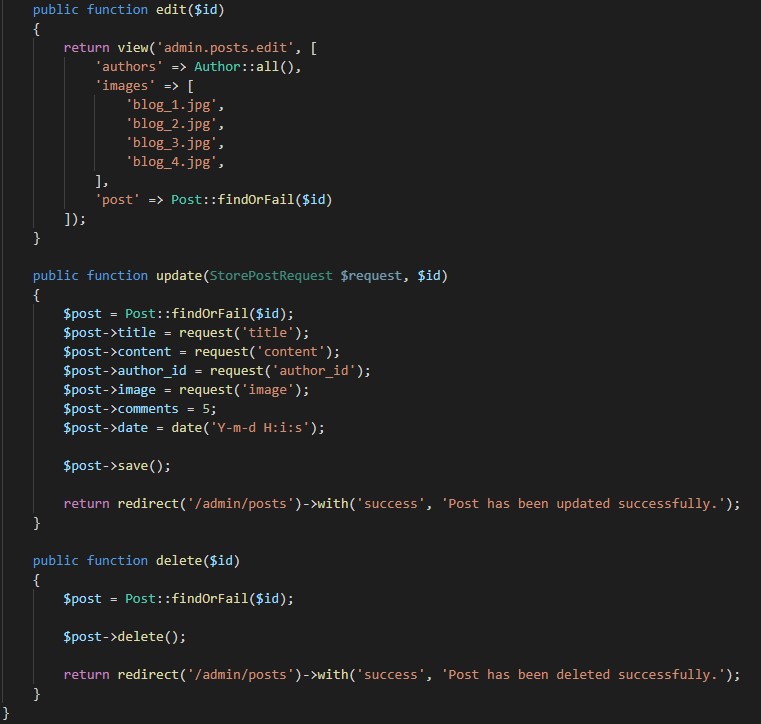 public function edit($id)
{
    return view('admin.posts.edit', [
        'authors' => Author::all(),
        'images' => [
            'blog_1.jpg',
            'blog_2.jpg',
            'blog_3.jpg',
            'blog_4.jpg',
        ],
        'post' => Post::findOrFail($id)
    ]);
}

public function update(StorePostRequest $request, $id)
{
    $post = Post::findOrFail($id);
    $post->title = request('title');
    $post->content = request('content');
    $post->author_id = request('author_id');
    $post->image = request('image');
    $post->comments = 5;
    $post->date = date('Y-m-d H:i:s');

    $post->save();

    return redirect('/admin/posts')->with('success', 'Post has been updated successfully.');
}

public function delete($id)
{
    $post = Post::findOrFail($id);

    $post->delete();

    return redirect('/admin/posts')->with('success', 'Post has been deleted successfully.');
}
}